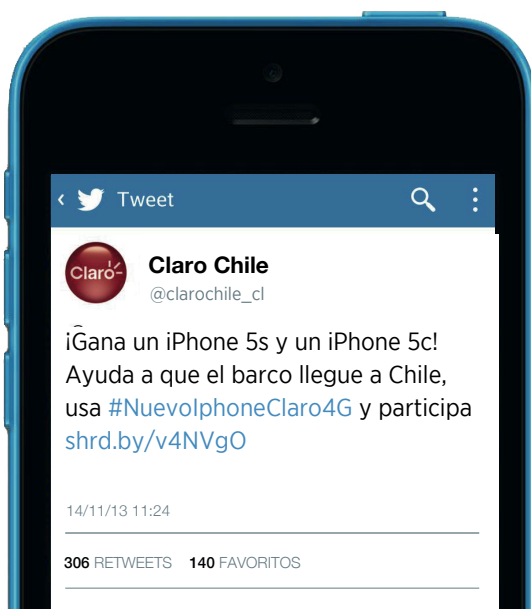 Tweet
Claro
Claro Chile
@clarochile_cl
¡Gana un iPhone 5s y un iPhone 5c!
Ayuda a que el barco llegue a Chile,
usa #NuevoIphoneClaro4G y participa
shrd.by/v4NVgO
14/11/13 11:24
306 RETWEETS 140 FAVORITOS